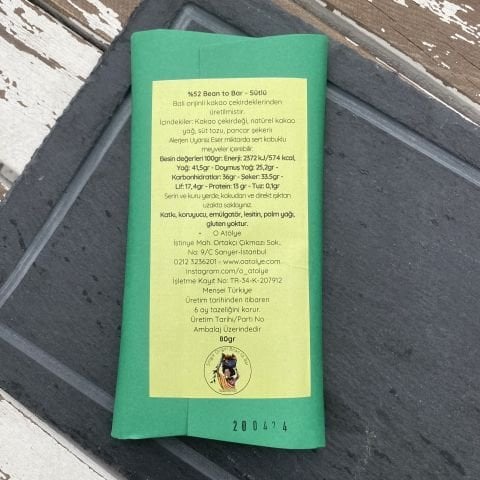 %52 Bean to Bar - Sütlü
Bali orijinli kakao çekirdeklerinden
üretilmiştir.
İçindekiler: Kakao çekirdeği, natürel kakao
yağı, süt tozu, pancar şekeri
Alerjen Uyarısı: Eser miktarda sert kabuklu
meyveler içerebilir.
Besin değerleri 100gr: Enerji: 2372 kJ/574 kcal,
Yağ: 41,5gr - Doymuş Yağ: 25,2gr -
Karbonhidratlar: 36gr - Şeker: 33.5gr -
Lif: 17,4gr - Protein: 13 gr - Tuz: 0,1gr
Serin ve kuru yerde, kokudan ve direkt ışıktan
uzakta saklayınız.
Katkı, koruyucu, emülgatör, lesitin, palm yağı,
gluten yoktur.
- O Atölye
İstinye Mah. Ortakçı Çıkmazı Sok.,
No: 9/C Sarıyer-İstanbul
0212 3236201 - www.oatolye.com
instagram.com/o_atolye
İşletme Kayıt No: TR-34-K-207912
Menşei Türkiye
Üretim tarihinden itibaren
6 ay tazeliğini korur.
Üretim Tarihi/Parti No
Ambalaj Üzerindedir
80gr